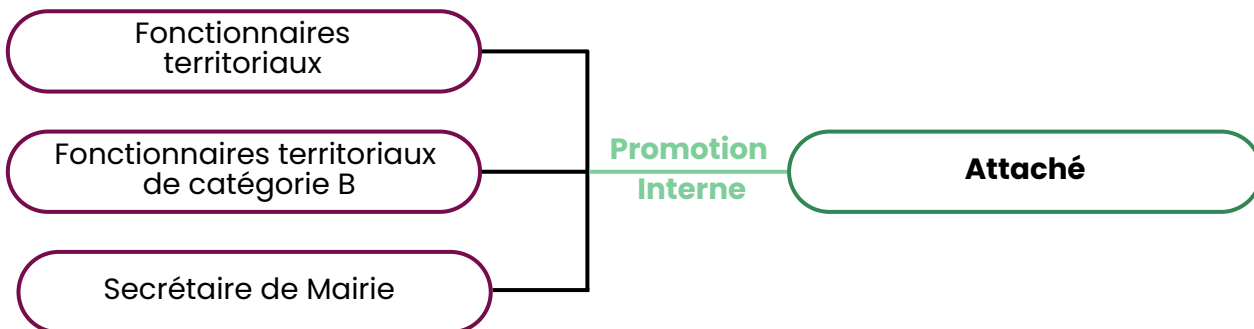 Fonctionnaires
territoriaux
Fonctionnaires territoriaux
de catégorie B
Secrétaire de Mairie
Promotion
Interne
Attaché